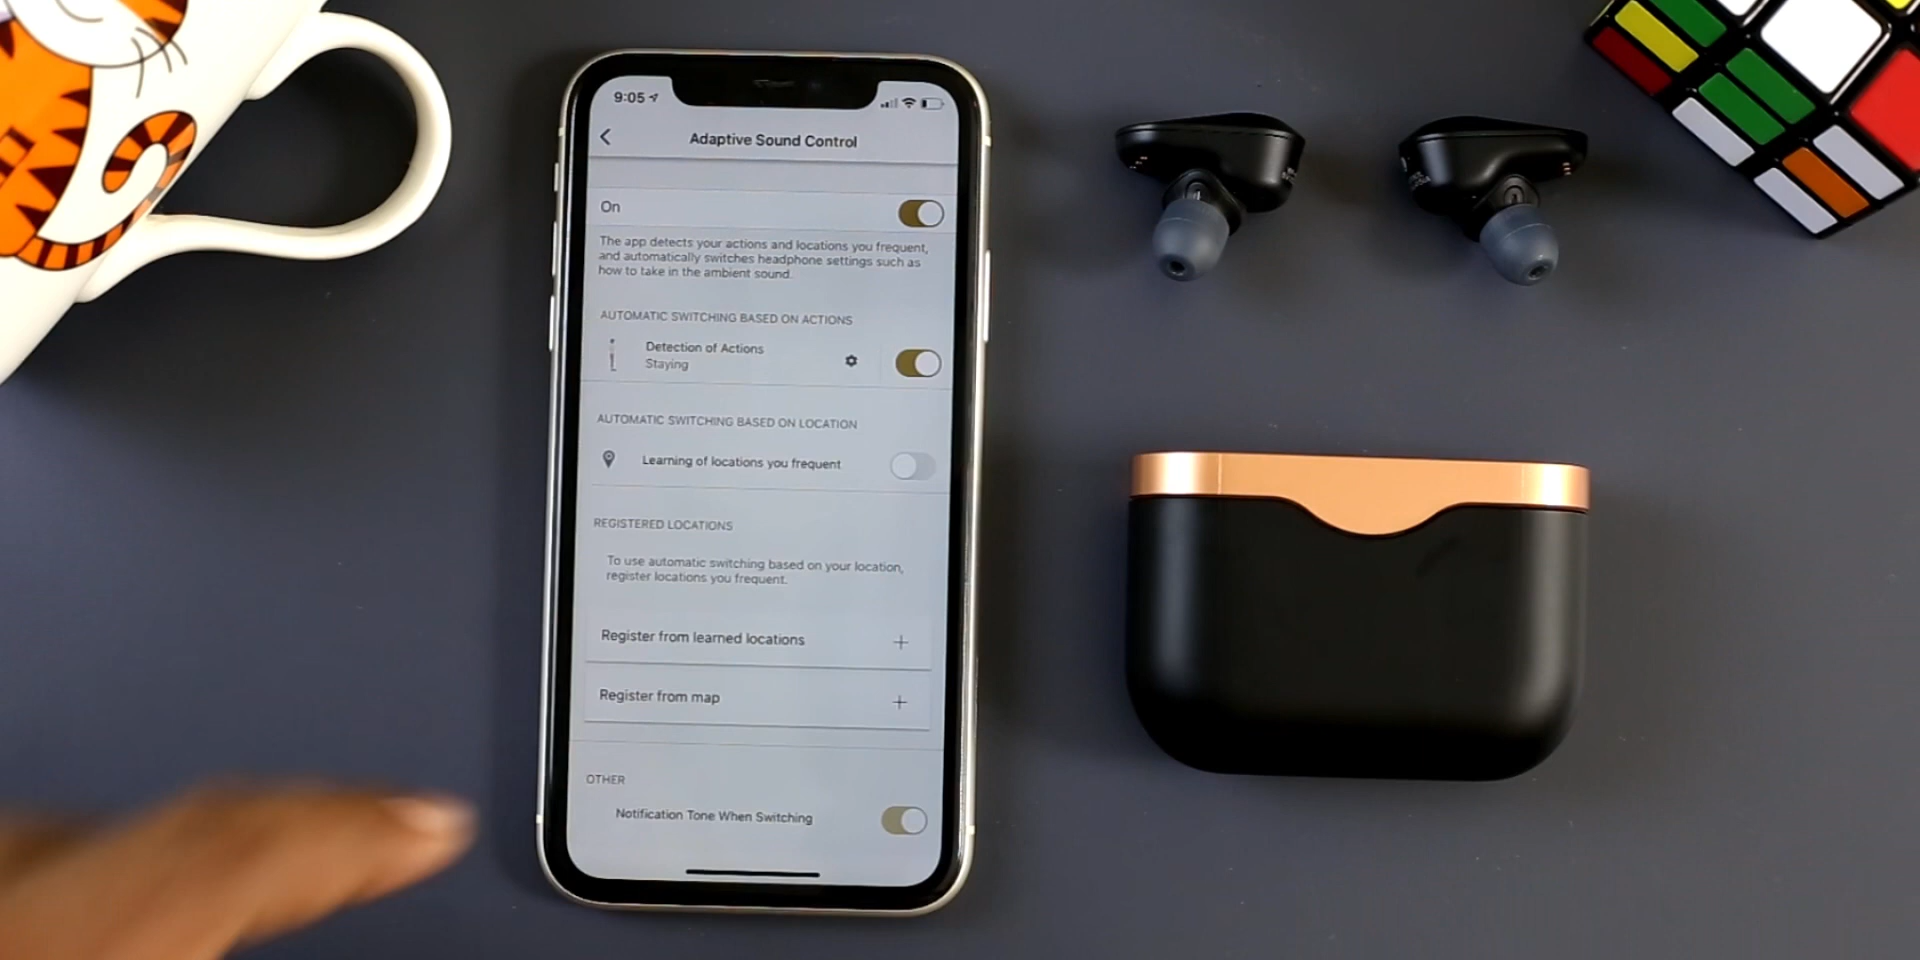 9:05
Adaptive Sound Control
On
The app detects your actions and locations you frequent,
and automatically switches headphone settings such as
how to take in the ambient sound.
AUTOMATIC SWITCHING BASED ON ACTIONS
Detection of Actions
Staying
AUTOMATIC SWITCHING BASED ON LOCATION
Learning of locations you frequent
REGISTERED LOCATIONS
To use automatic switching based on your location,
register locations you frequent.
Register from learned locations
Register from map
OTHER
Notification Tone When Switching